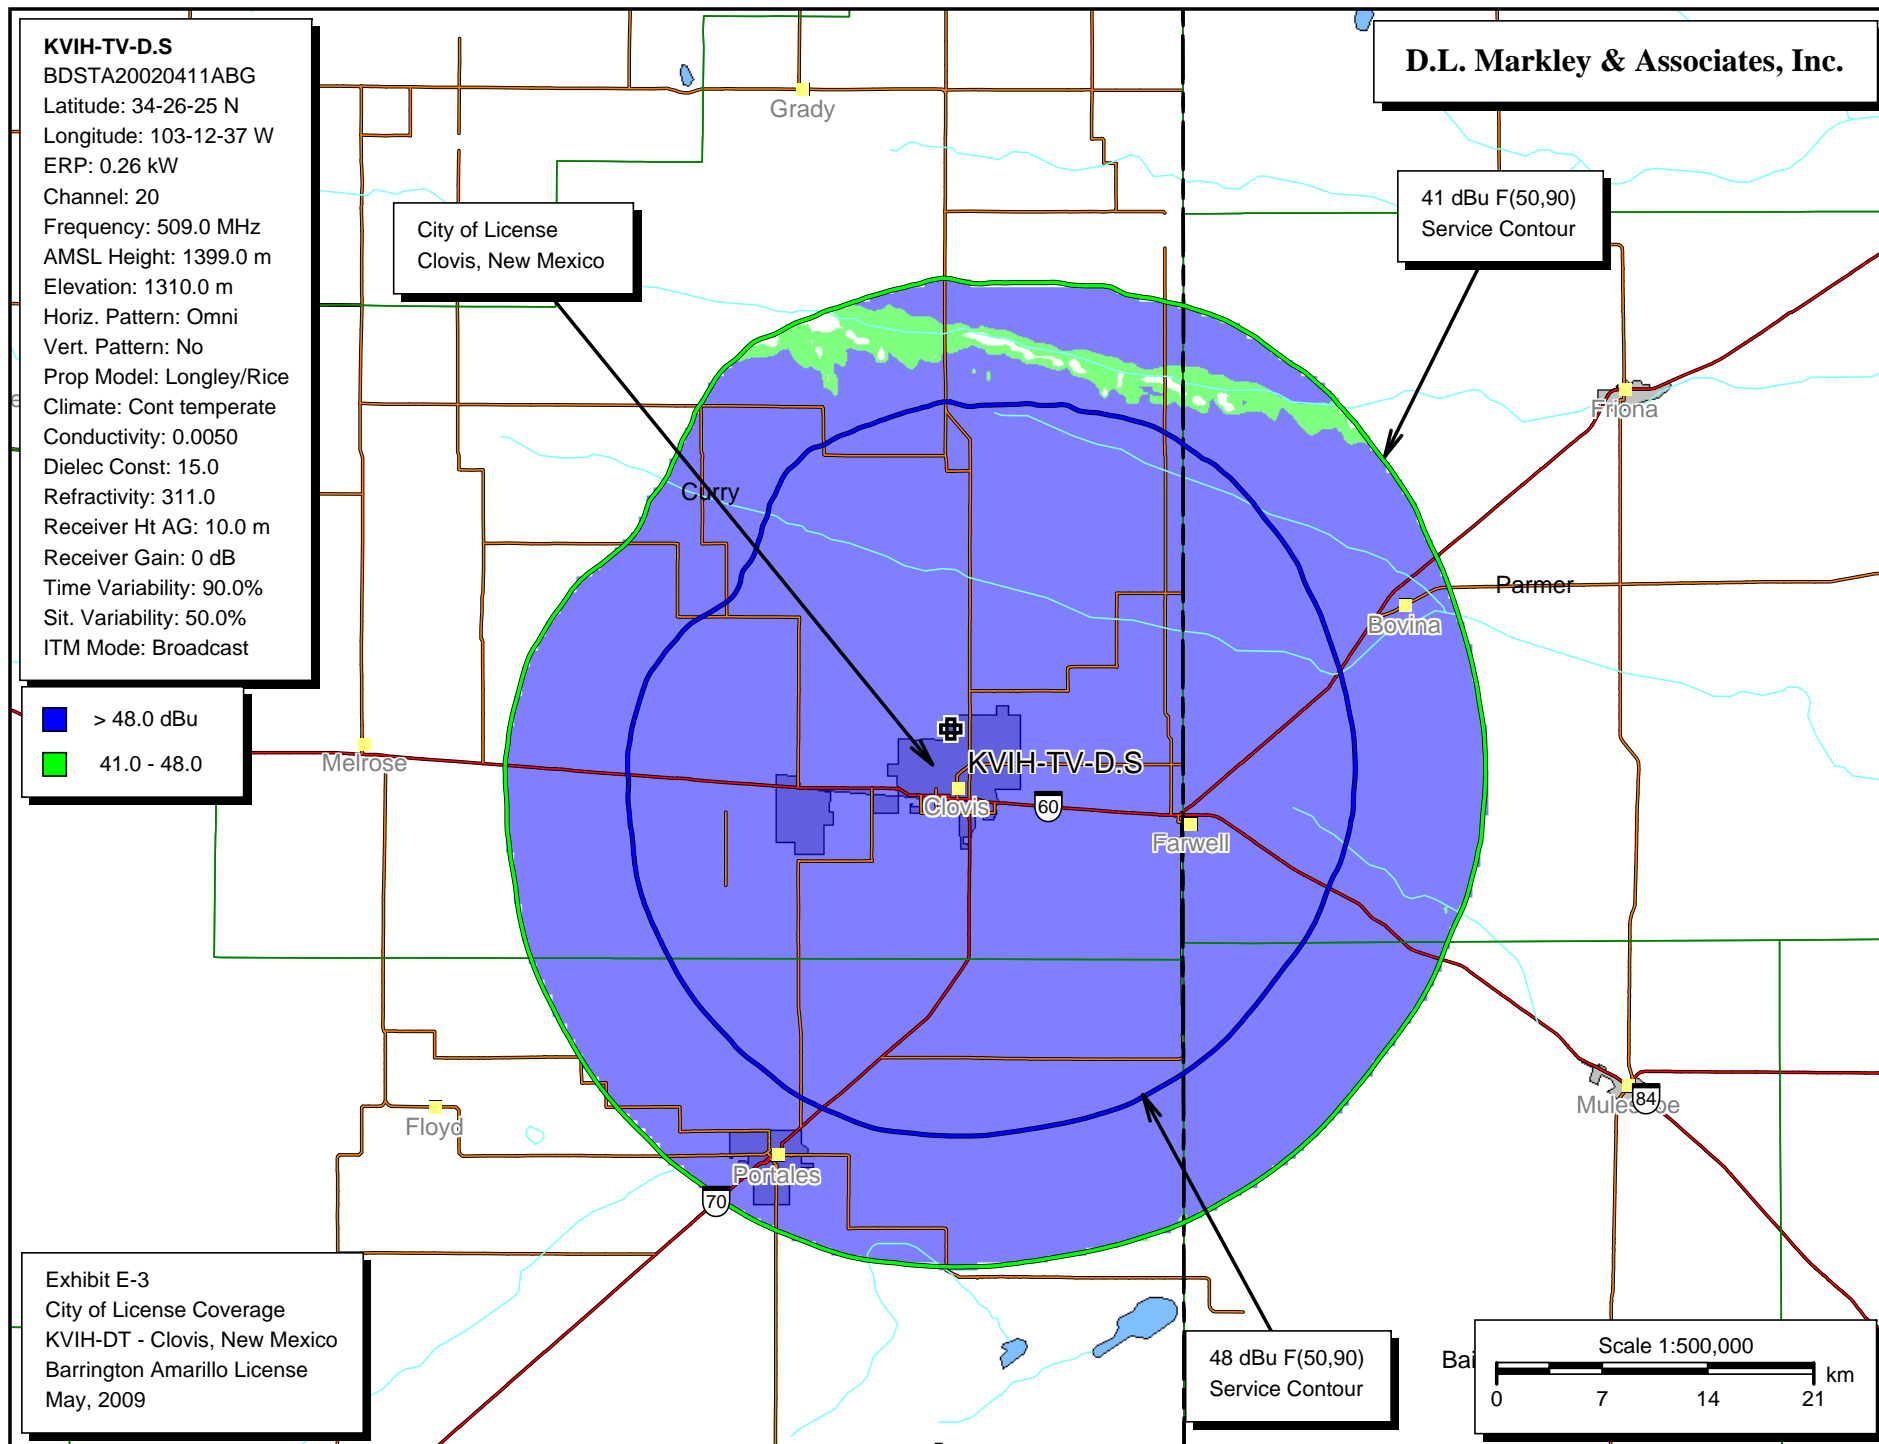 KVIH-TV-D.S
BDSTA20020411ABG
Latitude: 34-26-25 N
Longitude: 103-12-37 W
ERP: 0.26 kW
Channel: 20
Frequency: 509.0 MHz
AMSL Height: 1399.0 m
Elevation: 1310.0 m
Horiz. Pattern: Omni
Vert. Pattern: No
Prop Model: Longley/Rice
Climate: Cont temperate
Conductivity: 0.0050
Dielec Const: 15.0
Refractivity: 311.0
Receiver Ht AG: 10.0 m
Receiver Gain: 0 dB
Time Variability: 90.0%
Sit. Variability: 50.0%
ITM Mode: Broadcast
> 48.0 dBu
41.0 - 48.0
D.L. Markley & Associates, Inc.
Grady
City of License
Clovis, New Mexico
41 dBu F(50,90)
Service Contour
Friona
Curry
Parmer
Bovina
Melrose
KVIH-TV-D.S
Clovis
60
Farwell
Floyd
Portales
70
84
48 dBu F(50,90)
Service Contour
Exhibit E-3
City of License Coverage
KVIH-DT - Clovis, New Mexico
Barrington Amarillo License
May, 2009
Scale 1:500,000
km
0 7 14 21